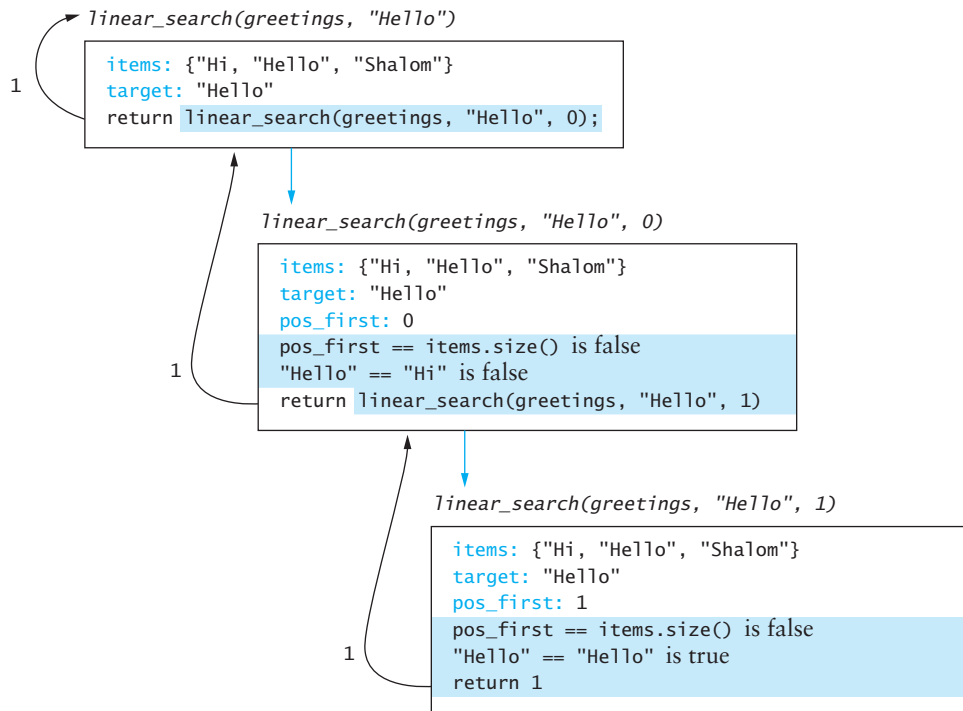 linear_search(greetings, "Hello")
items: {"Hi, "Hello", "Shalom"}
target: "Hello"
1
return linear_search(greetings, "Hello", 0);
linear_search(greetings, "Hello", 0)
items: {"Hi, "Hello", "Shalom"}
target: "Hello"
pos_first: 0
pos_first == items.size() is false
1
"Hello" == "Hi" is false
return linear_search(greetings, "Hello", 1)
linear_search(greetings, "Hello", 1)
items: {"Hi, "Hello", "Shalom"}
target: "Hello"
pos_first: 1
pos_first == items.size() is false
1
"Hello" == "Hello" is true
return 1